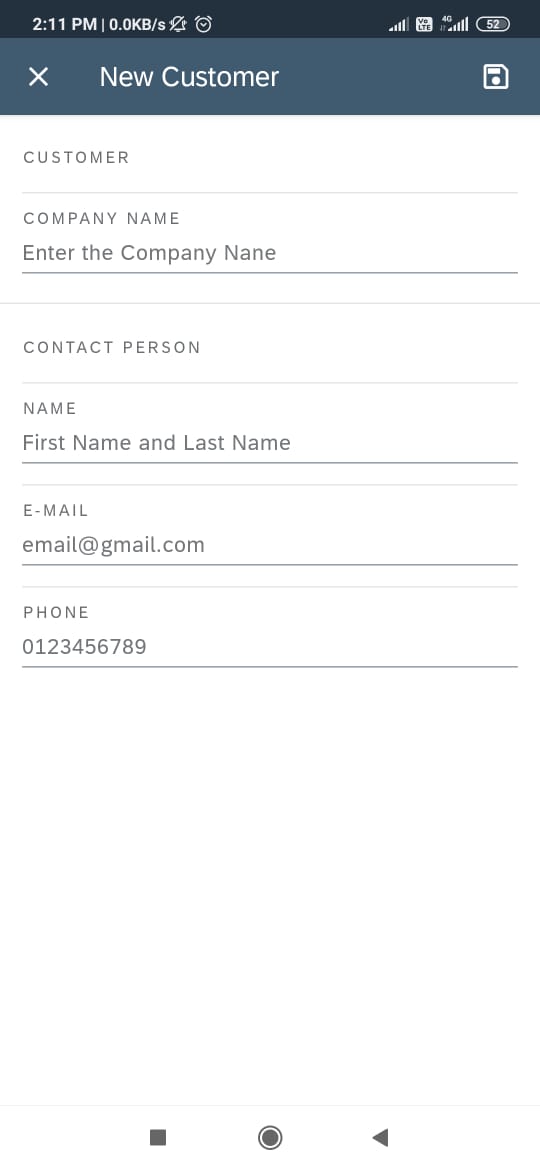 2:11 PM | 0.0KB/s
Vo LTE 4G 52
New Customer
CUSTOMER
COMPANY NAME
Enter the Company Nane
CONTACT PERSON
NAME
First Name and Last Name
E-MAIL
email@gmail.com
PHONE
0123456789